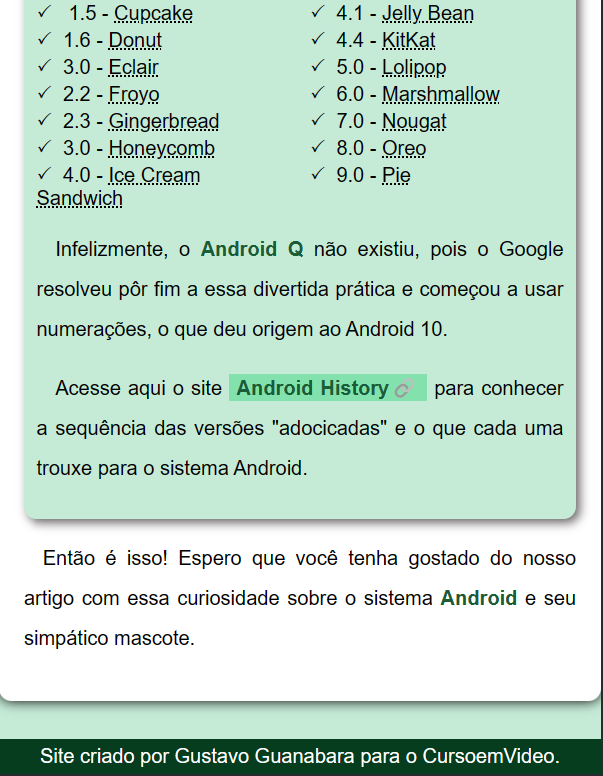 ✓ 1.5 - Cupcake
✓ 1.6 - Donut
✓ 3.0 - Eclair
✓ 2.2 - Froyo
✓ 2.3 - Gingerbread
✓ 3.0 - Honeycomb
✓ 4.0 - Ice Cream
Sandwich
✓ 4.1 - Jelly Bean
✓ 4.4 - KitKat
✓ 5.0 - Lolipop
✓ 6.0 - Marshmallow
✓ 7.0 - Nougat
✓ 8.0 - Oreo
✓ 9.0 - Pie
Infelizmente, o Android Q não existiu, pois o Google
resolveu pôr fim a essa divertida prática e começou a usar
numerações, o que deu origem ao Android 10.
Acesse aqui o site Android History para conhecer
a sequência das versões "adocicadas" e o que cada uma
trouxe para o sistema Android.
Então é isso! Espero que você tenha gostado do nosso
artigo com essa curiosidade sobre o sistema Android e seu
simpático mascote.
Site criado por Gustavo Guanabara para o CursoemVideo.